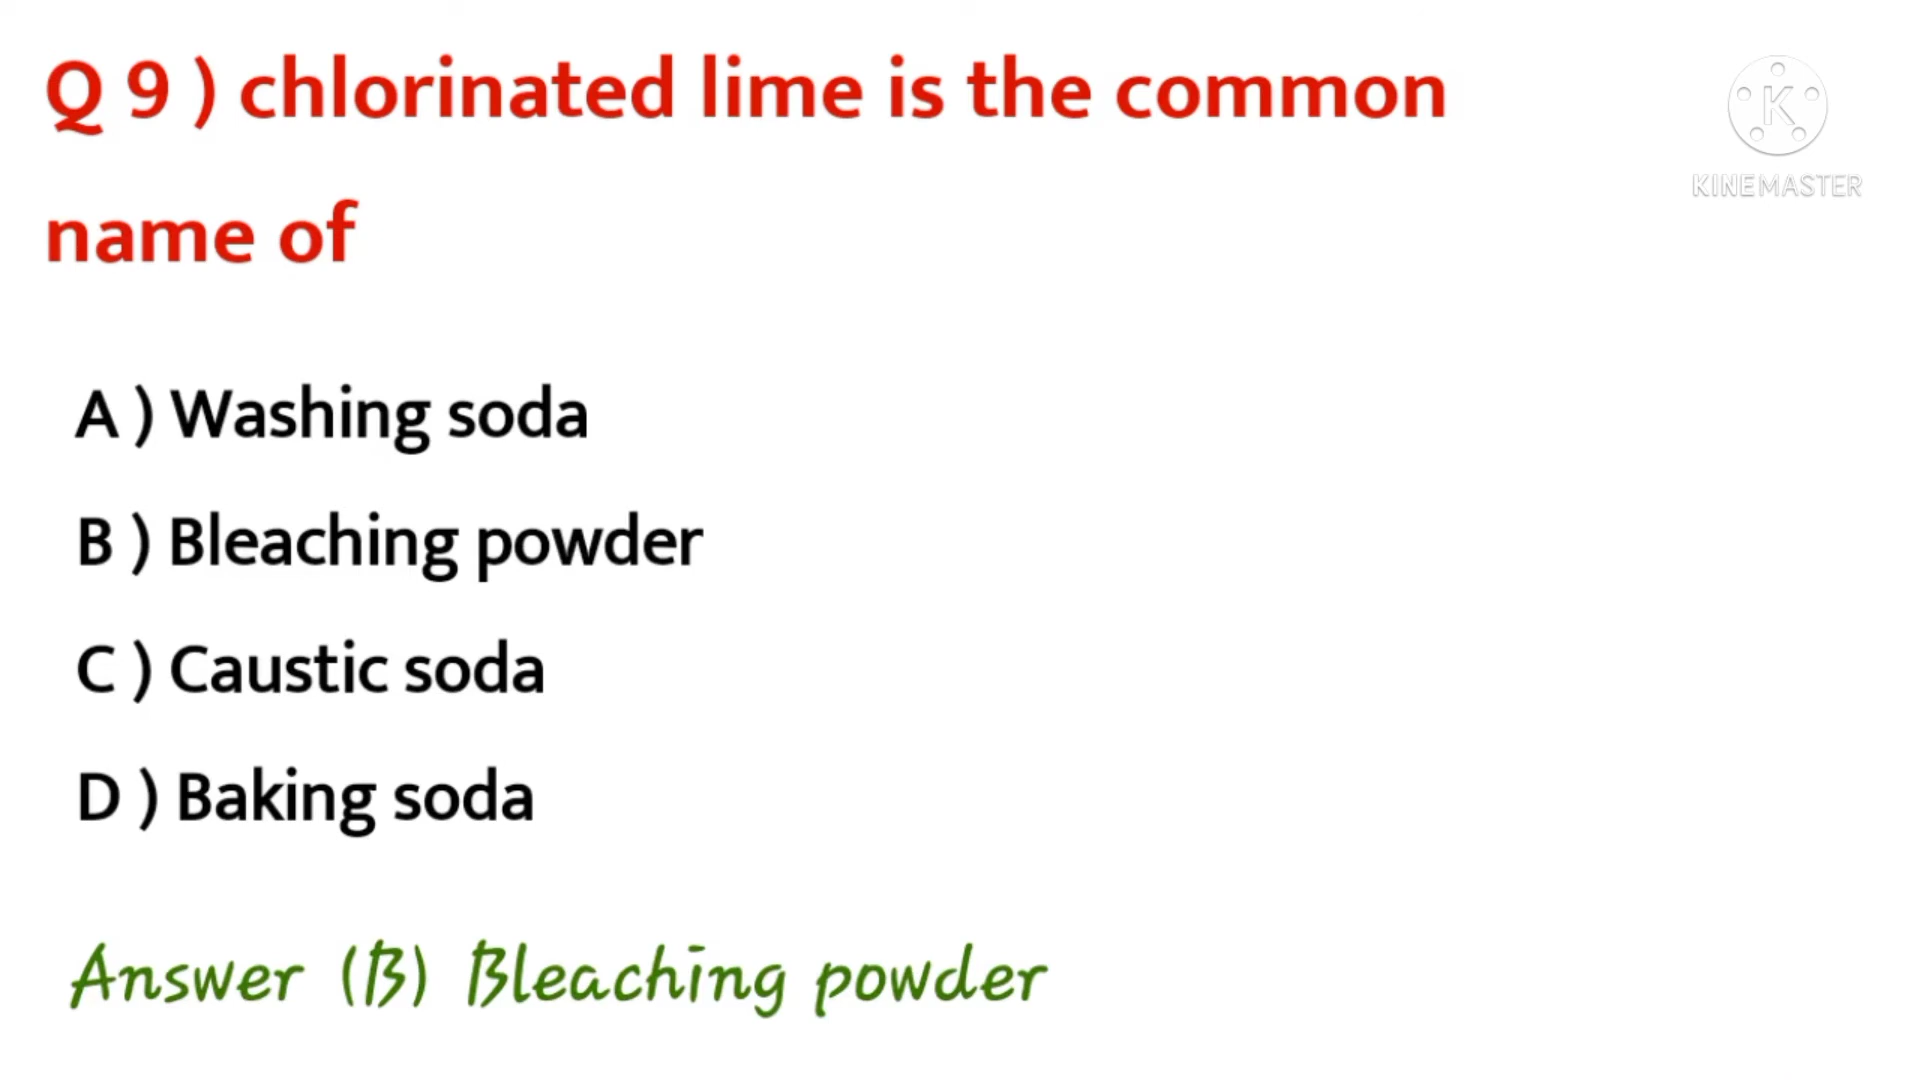 Q 9 ) chlorinated lime is the common
name of
K
KINEMASTER
A ) Washing soda
B ) Bleaching powder
C ) Caustic soda
D ) Baking soda
Answer (B) Bleaching powder